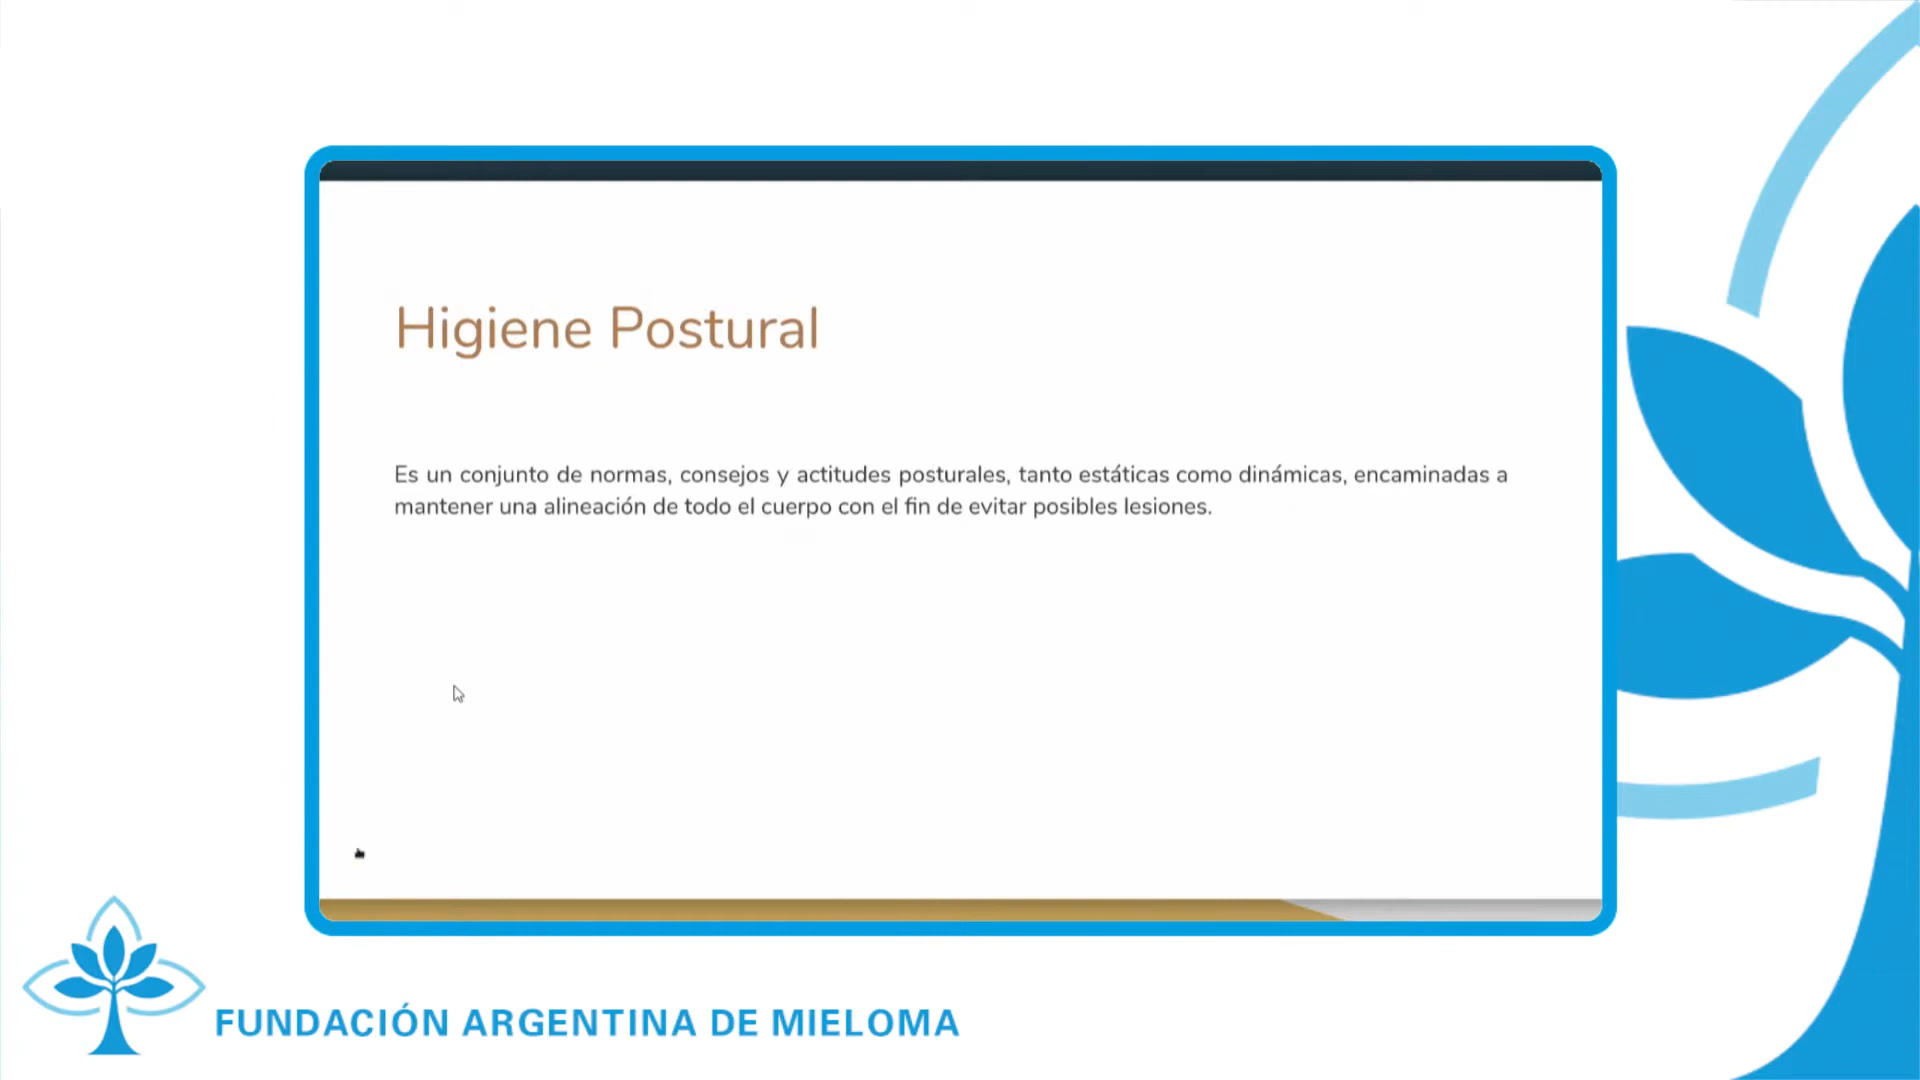 Higiene Postural
Es un conjunto de normas, consejos y actitudes posturales, tanto estáticas como dinámicas, encaminadas a
mantener una alineación de todo el cuerpo con el fin de evitar posibles lesiones.
FUNDACIÓN ARGENTINA DE MIELOMA